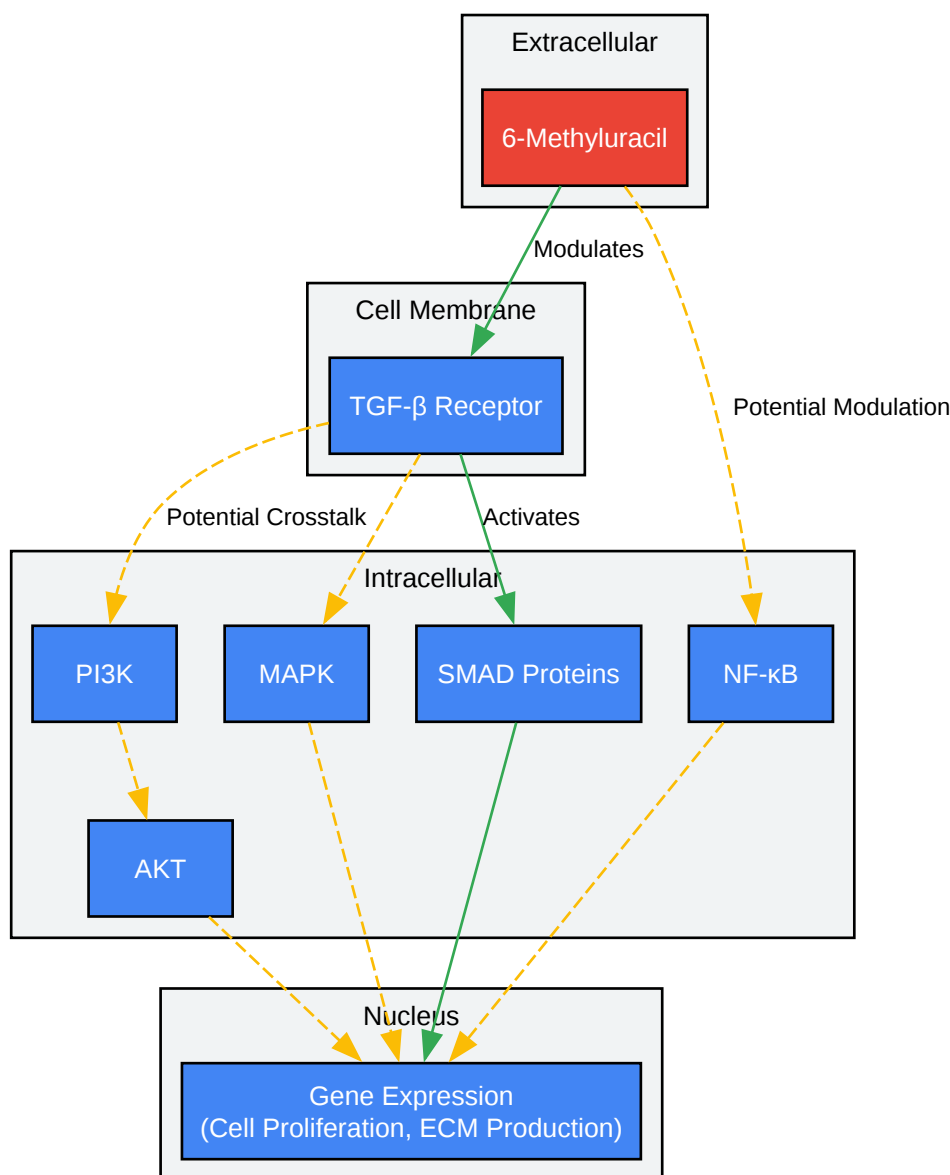 Extracellular
6-Methyluracil
Modulates
Cell Membrane
TGF-β Receptor
Potential Modulation
Potential Crosstalk
Activates
Intracellular
PI3K
MAPK
SMAD Proteins
NF-κB
AKT
Nucleus
Gene Expression
(Cell Proliferation, ECM Production)